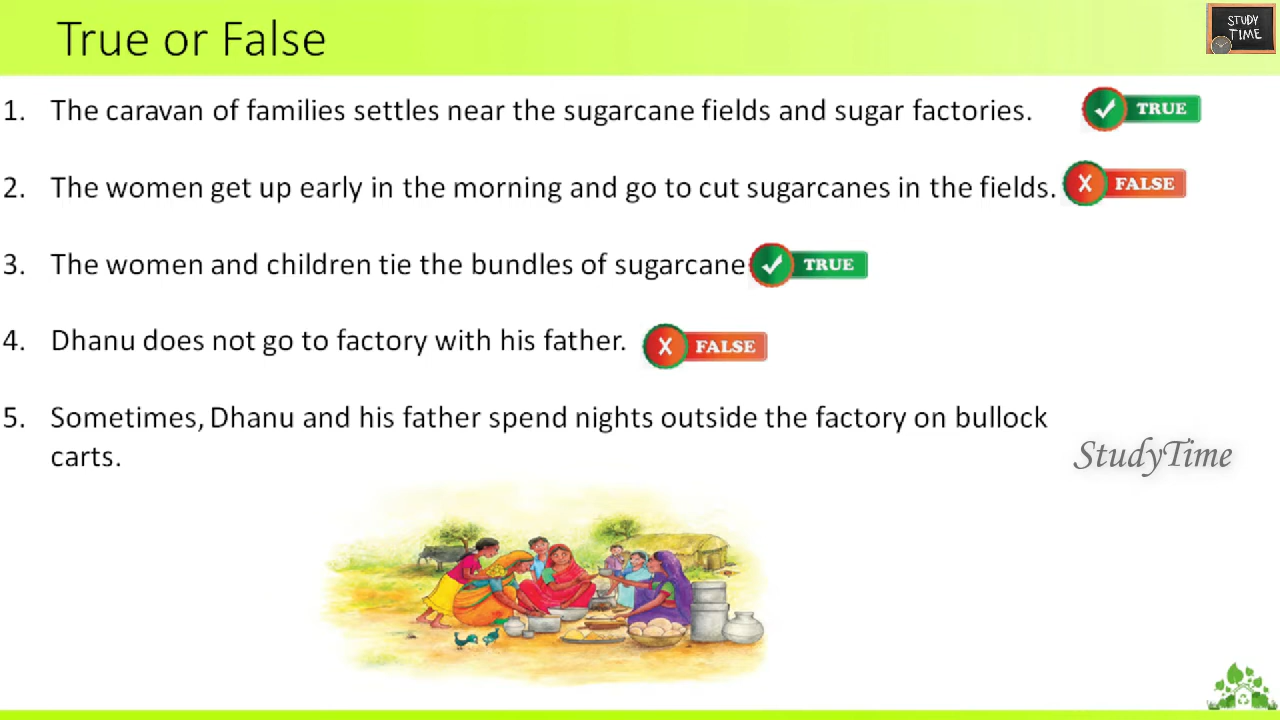 True or False
STUDY
TIME
1. The caravan of families settles near the sugarcane fields and sugar factories. TRUE
2. The women get up early in the morning and go to cut sugarcanes in the fields. X FALSE
3. The women and children tie the bundles of sugarcane TRUE
4. Dhanu does not go to factory with his father. X FALSE
5. Sometimes, Dhanu and his father spend nights outside the factory on bullock
carts.
StudyTime